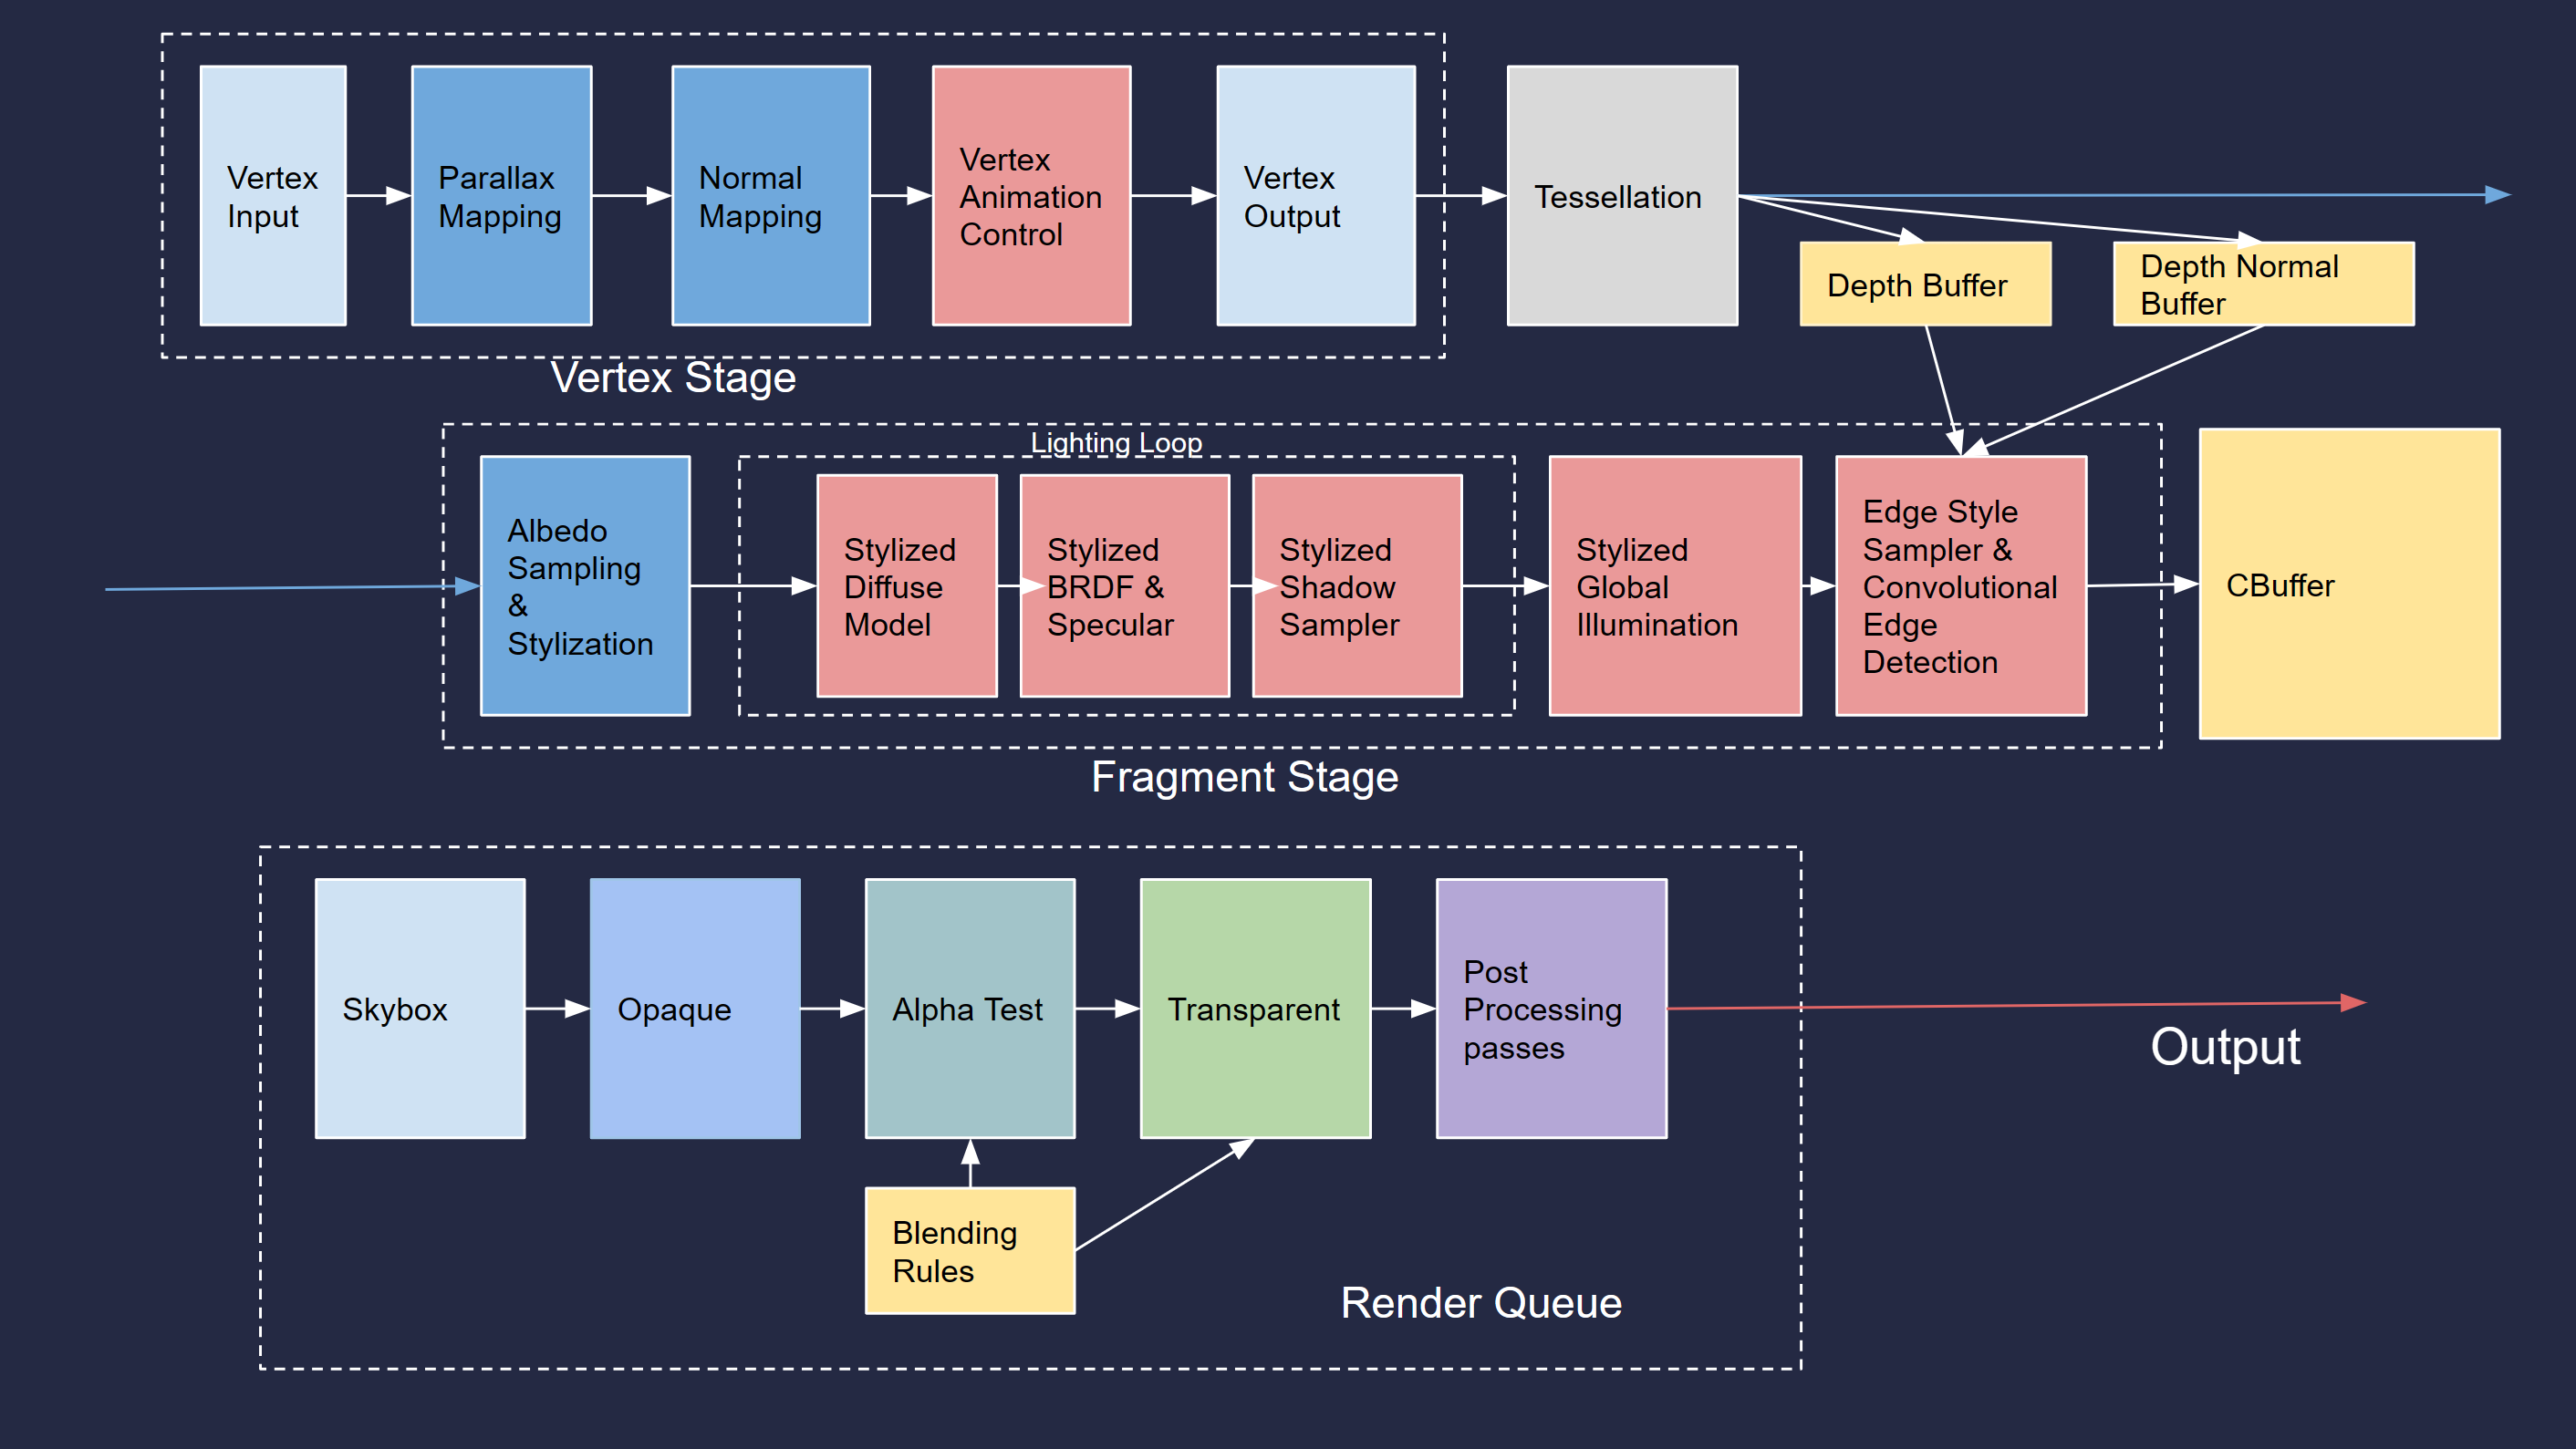 Vertex
Input
Parallax
Mapping
Normal
Mapping
Vertex
Animation
Control
Vertex
Output
Tessellation
Depth Buffer
Depth Normal
Buffer
Vertex Stage
Lighting Loop
Albedo
Sampling
&
Stylization
Stylized
Diffuse
Model
Stylized
BRDF &
Specular
Stylized
Shadow
Sampler
Stylized
Global
Illumination
Edge Style
Sampler &
Convolutional
Edge
Detection
CBuffer
Fragment Stage
Skybox
Opaque
Alpha Test
Transparent
Post
Processing
passes
Output
Blending
Rules
Render Queue